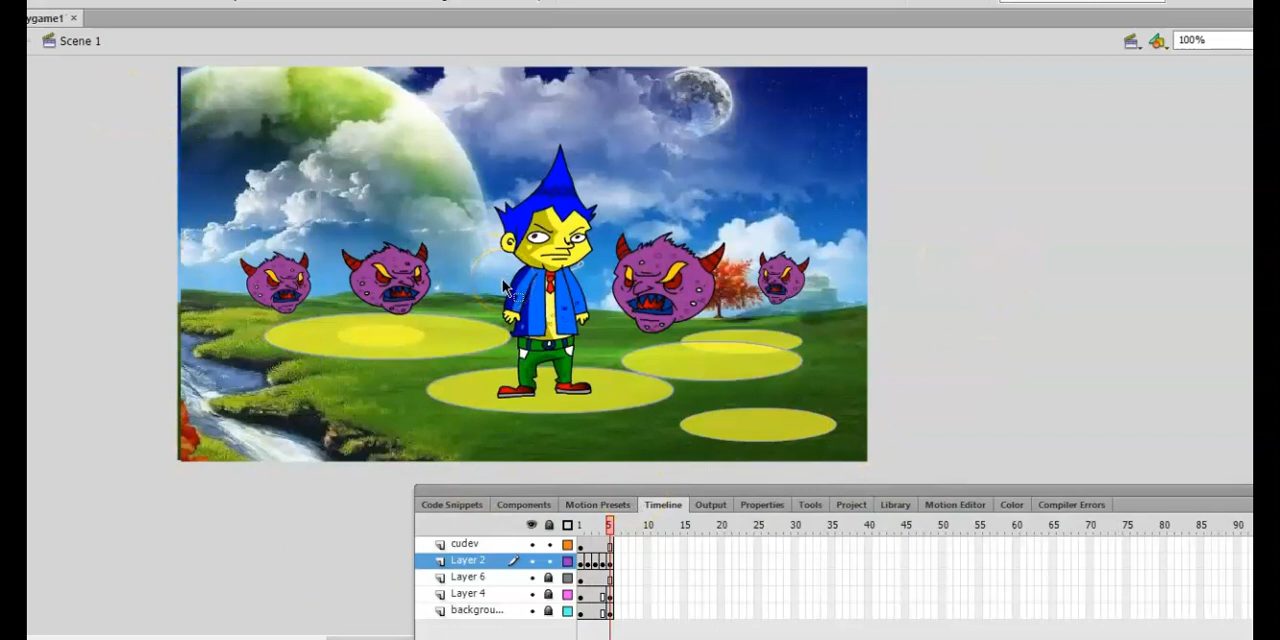 ygame1
Scene 1
100%
Code Snippets Components Motion Presets Timeline Output Properties Tools Project Library Motion Editor Color Compiler Errors
1 5 10 15 20 25 30 35 40 45 50 55 60 65 70 75 80 85 90
cudev
Layer 2
Layer 6
Layer 4
backgrou...